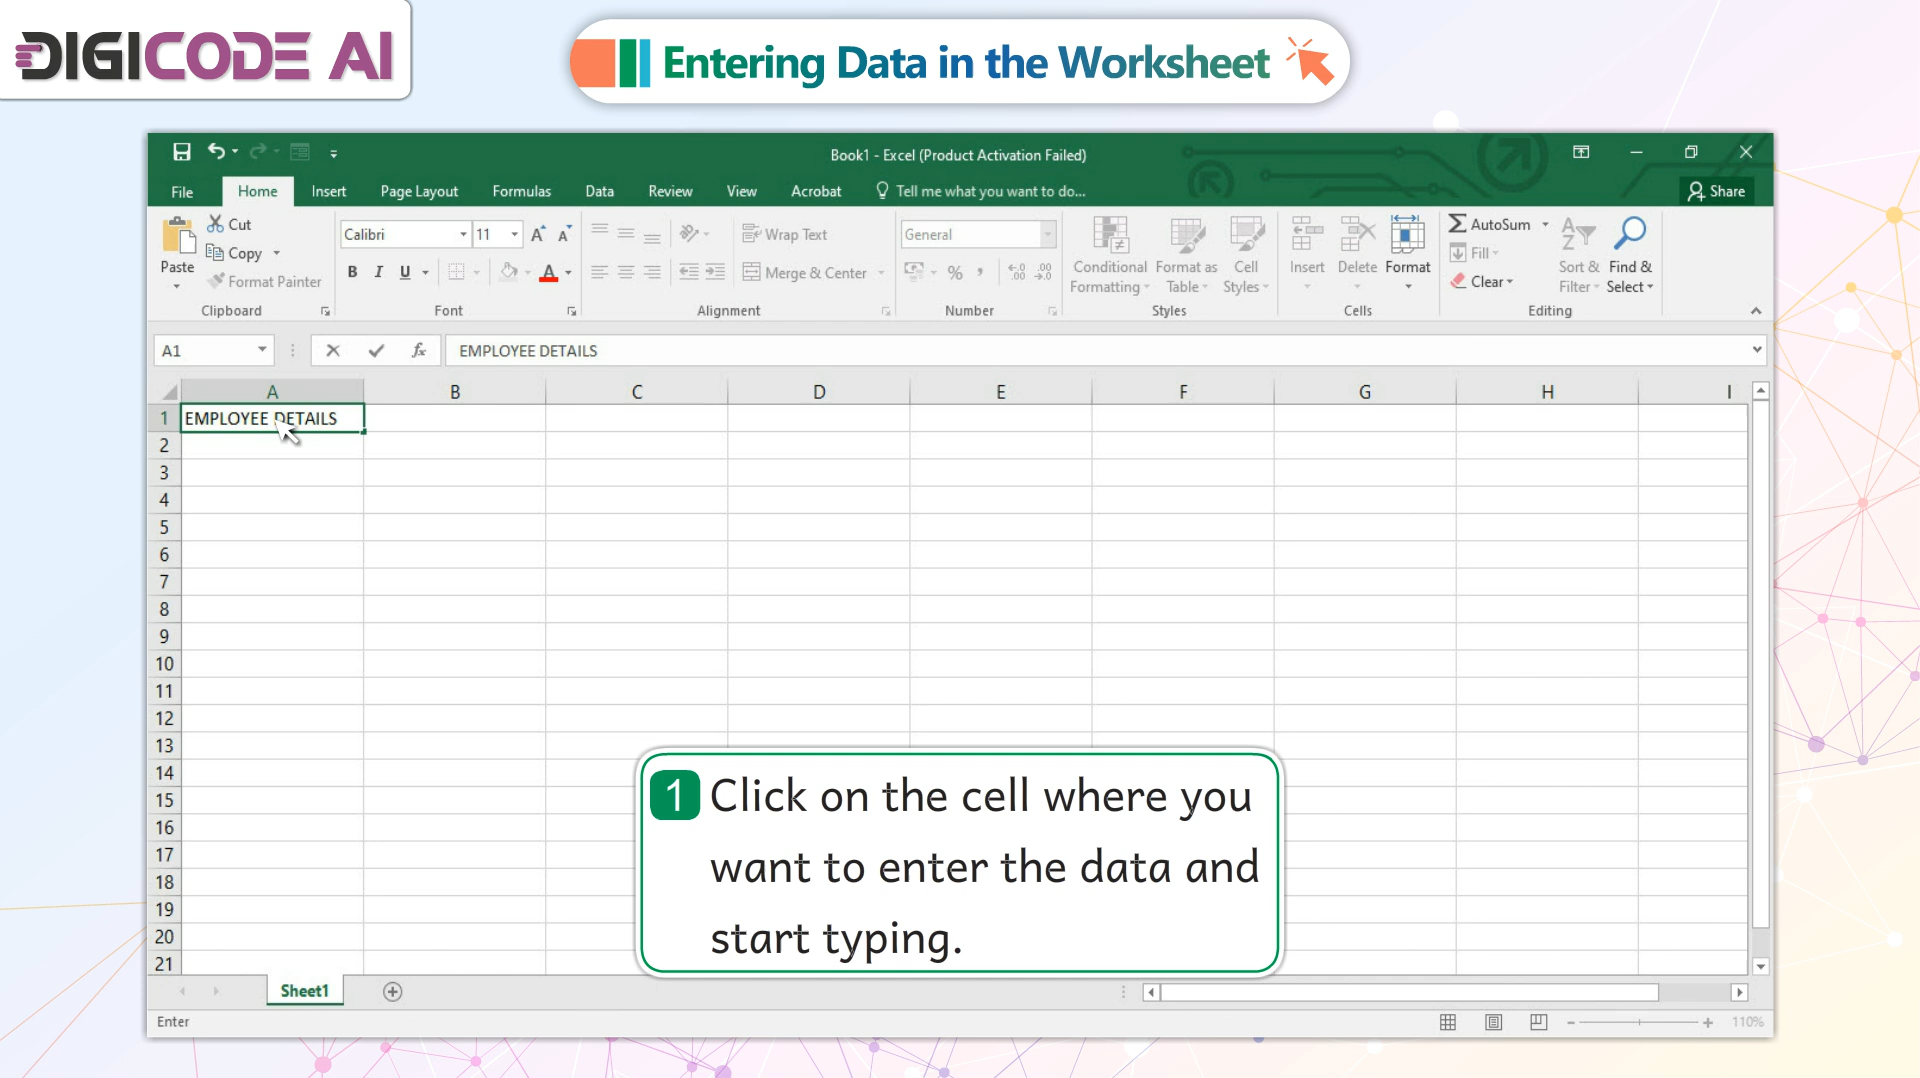 DIGICODE AI
Entering Data in the Worksheet
Book1 - Excel (Product Activation Failed)
File Home Insert Page Layout Formulas Data Review View Acrobat Tell me what you want to do... Share
Paste
Cut
Copy
Format Painter
Clipboard
Calibri 11
B I U
Font
Wrap Text
Merge & Center
Alignment
General
%
Number
Conditional Formatting
Format as Table
Cell Styles
Styles
Insert Delete Format
Cells
AutoSum
Fill
Clear
Sort & Filter
Find & Select
Editing
A1 fx EMPLOYEE DETAILS
A B C D E F G H I
1 EMPLOYEE DETAILS
2
3
4
5
6
7
8
9
10
11
12
13
14
15
16
17
18
19
20
21
1 Click on the cell where you
want to enter the data and
start typing.
Sheet1
Enter
110%